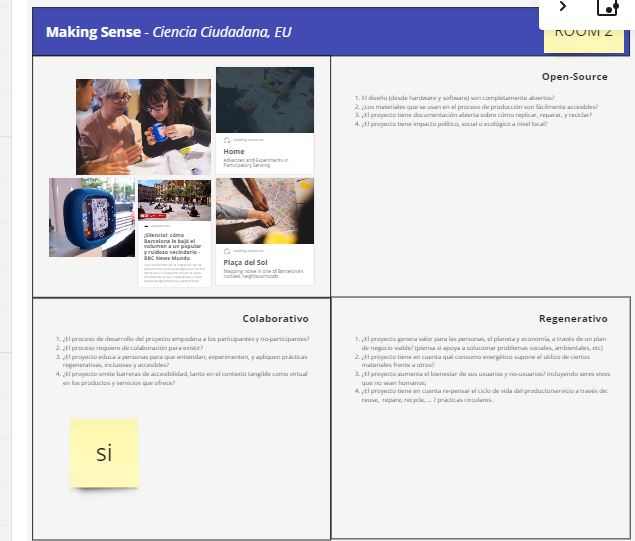 Making Sense - Ciencia Ciudadana, EU
ROOM 2
Home
Advances and Experiments in
Participatory Sensing
¡Silencio!: cómo
Barcelona le bajó el
volumen a un popular
y ruidoso vecindario -
BBC News Mundo
Plaça del Sol
Mapping noise in one of Barcelona's
noisiest neighbourhoods
Open-Source
1. El diseño (desde hardware y software) son completamente abiertos?
2. ¿Los materiales que se usan en el proceso de producción son fácilmente accesibles?
3. ¿El proyecto tiene documentación abierta sobre cómo replicar, reparar, y reciclar?
4. ¿El proyecto tiene impacto político, social o ecológico a nivel local?
Colaborativo
1. ¿El proceso de desarrollo del proyecto empodera a los participantes y no-participantes?
2. ¿El proceso requiere de colaboración para existir?
3. ¿El proyecto educa a personas para que entiendan, experimenten, y apliquen prácticas
regenerativas, inclusivas y accesibles?
4. ¿El proyecto omite barreras de accesibilidad, tanto en el contexto tangible como virtual
en los productos y servicios que ofrece?
si
Regenerativo
1. ¿El proyecto genera valor para las personas, el planeta y economía, a través de un plan
de negocio viable? (piensa si apoya a solucionar problemas sociales, ambientales, etc)
2. ¿El proyecto tiene en cuenta qué consumo energético supone el utilizo de ciertos
materiales frente a otros?
3. ¿El proyecto aumenta el bienestar de sus usuarios y no-usuarios? incluyendo seres vivos
que no sean humanos,
4. ¿El proyecto tiene en cuenta re-pensar el ciclo de vida del producto/servicio a través de:
reuse, repare, recycle, ... ? prácticas circulares.